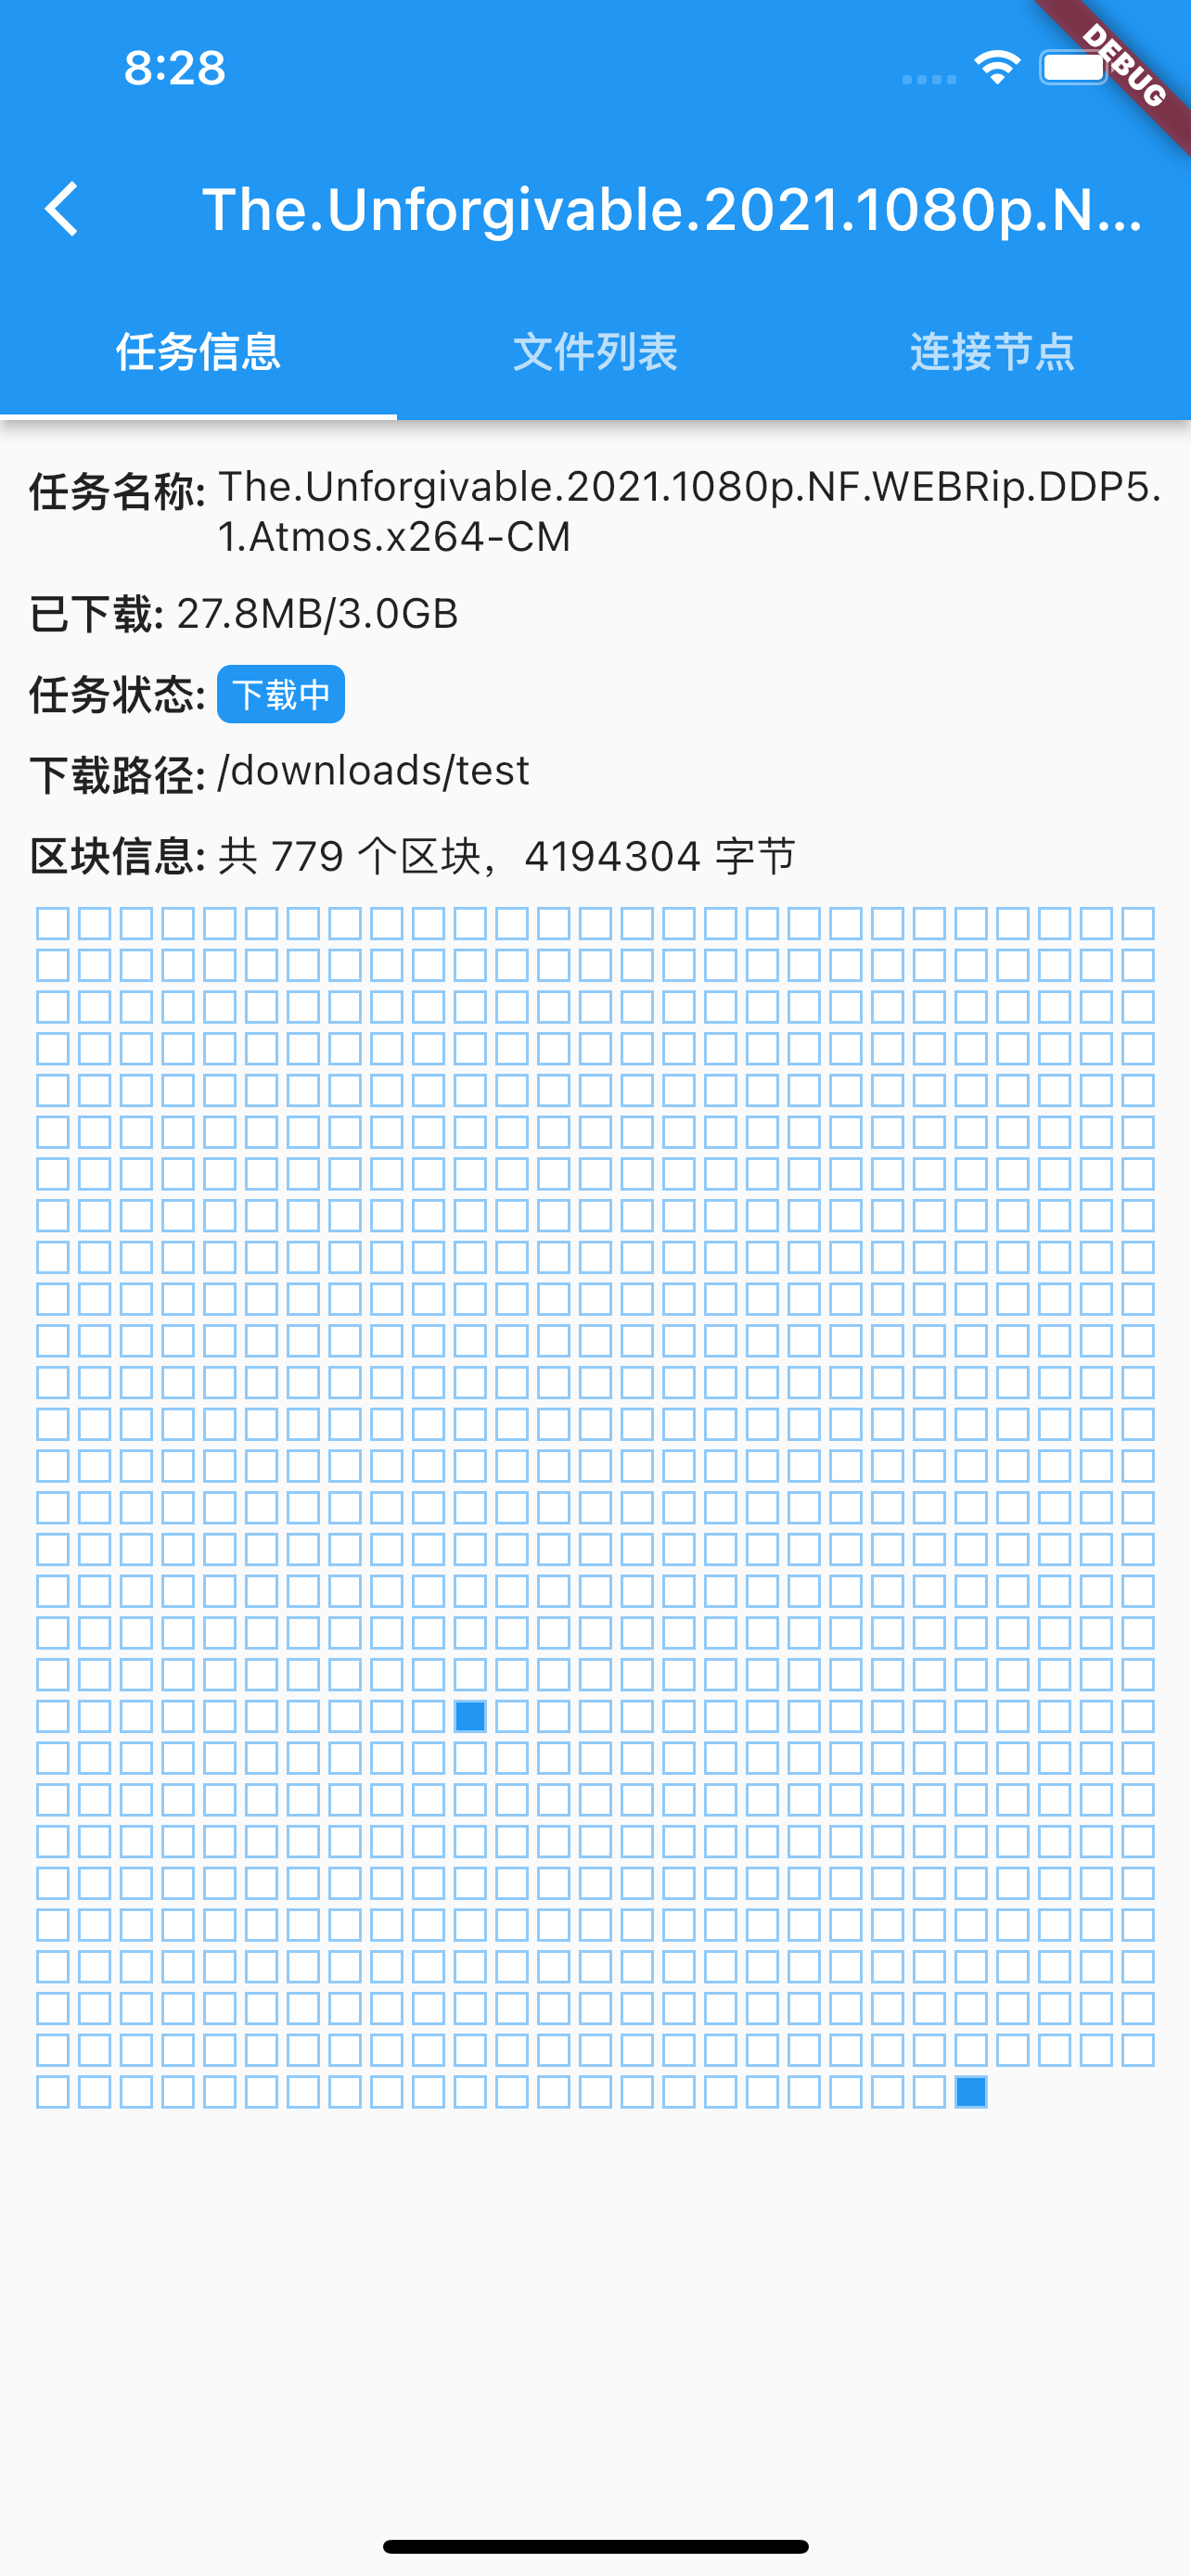 8:28
DEBUG
The.Unforgivable.2021.1080p.N...
任务信息
文件列表
连接节点
任务名称: The.Unforgivable.2021.1080p.NF.WEBRip.DDP5.
1.Atmos.x264-CM
已下载: 27.8MB/3.0GB
任务状态: 下载中
下载路径: /downloads/test
区块信息: 共 779 个区块，4194304 字节